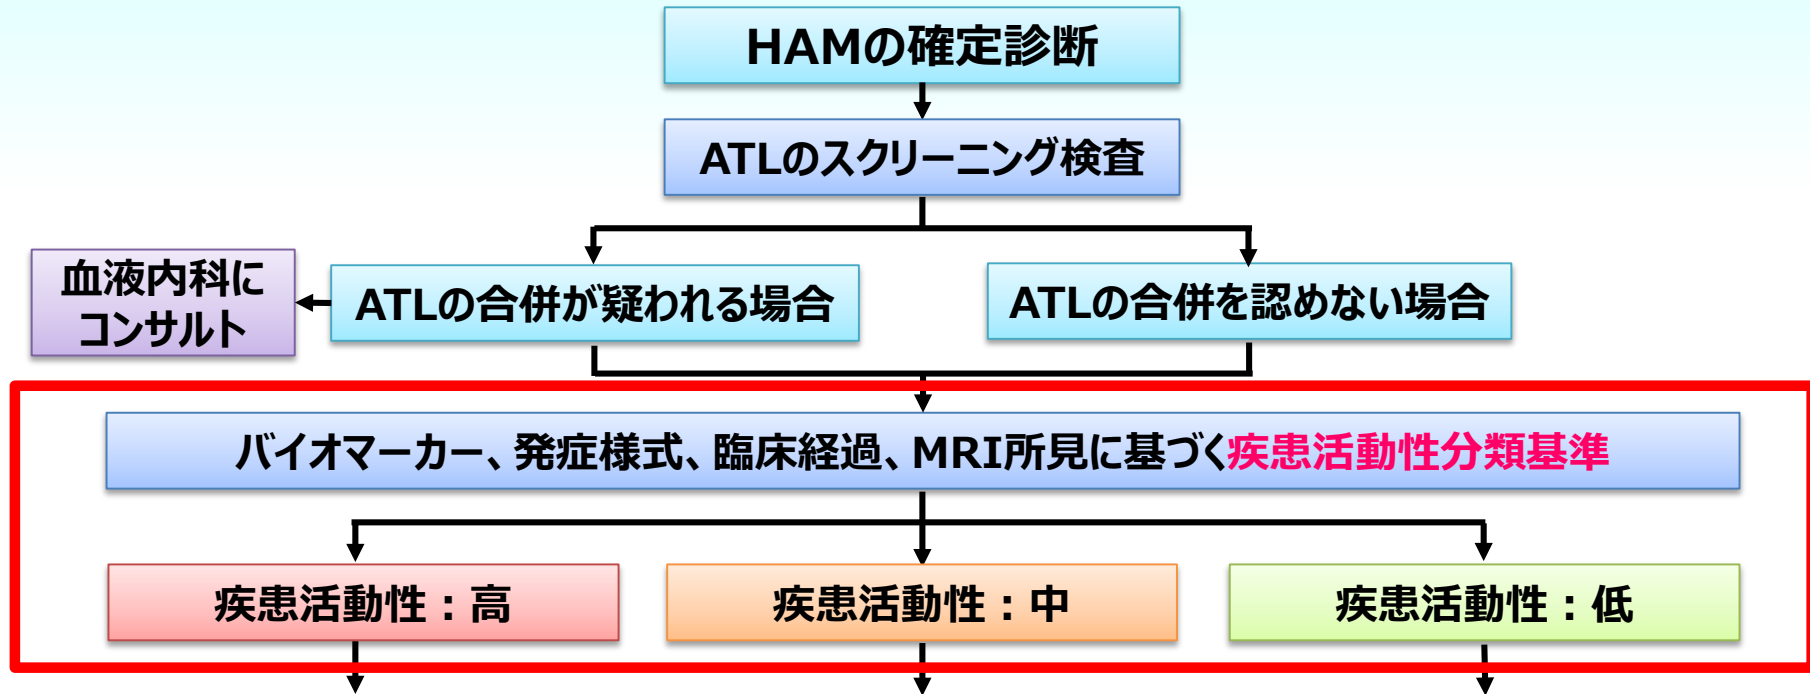 HAMの確定診断
ATLのスクリーニング検査
血液内科に
コンサルト
ATLの合併が疑われる場合
ATLの合併を認めない場合
バイオマーカー、発症様式、臨床経過、MRI所見に基づく疾患活動性分類基準
疾患活動性：高
疾患活動性：中
疾患活動性：低